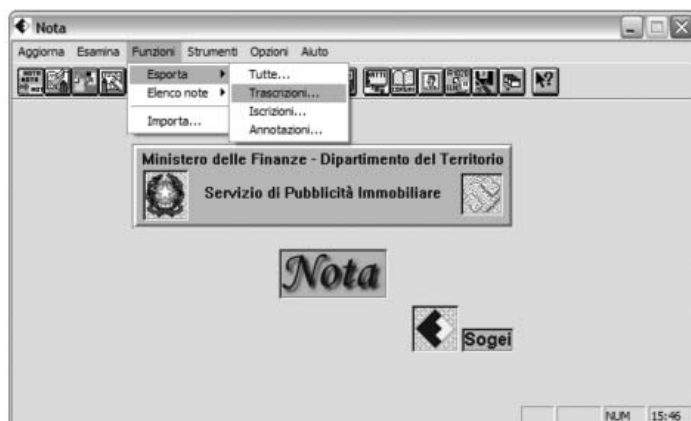 Nota
Aggiorna Esamina Funzioni Strumenti Opzioni Aiuto
Esporta
Tutte...
Elenco note
Trascrizioni...
Iscrizioni...
Importa...
Annotazioni...
Ministero delle Finanze - Dipartimento del Territorio
Servizio di Pubblicità Immobiliare
Nota
Sogei
NUM 15:46